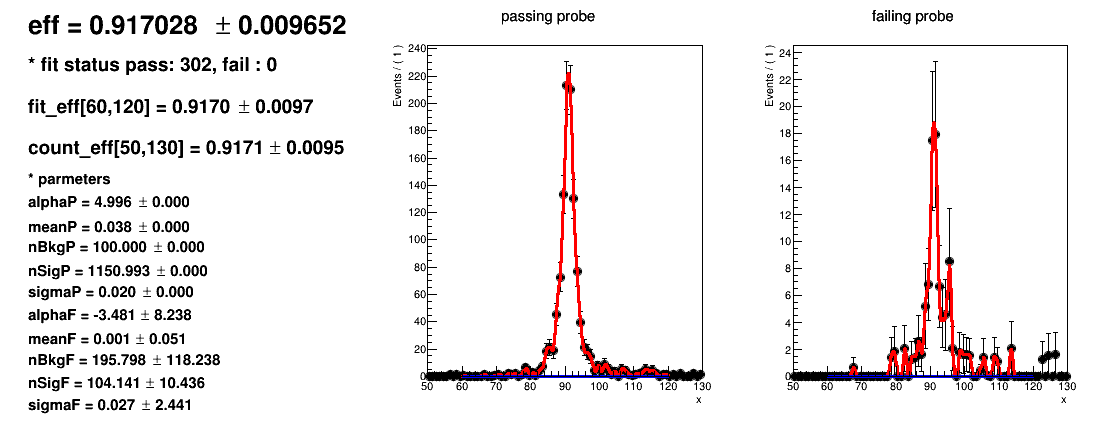 eff = 0.917028 ± 0.009652
* fit status pass: 302, fail : 0
fit_eff[60,120] = 0.9170 ± 0.0097
count_eff[50,130] = 0.9171 ± 0.0095
* parmeters
alphaP = 4.996 ± 0.000
meanP = 0.038 ± 0.000
nBkgP = 100.000 ± 0.000
nSigP = 1150.993 ± 0.000
sigmaP = 0.020 ± 0.000
alphaF = -3.481 ± 8.238
meanF = 0.001 ± 0.051
nBkgF = 195.798 ± 118.238
nSigF = 104.141 ± 10.436
sigmaF = 0.027 ± 2.441
passing probe
Events / ( 1 )
240
220
200
180
160
140
120
100
80
60
40
20
0
50 60 70 80 90 100 110 120 130
x
failing probe
Events / ( 1 )
24
22
20
18
16
14
12
10
8
6
4
2
0
50 60 70 80 90 100 110 120 130
x